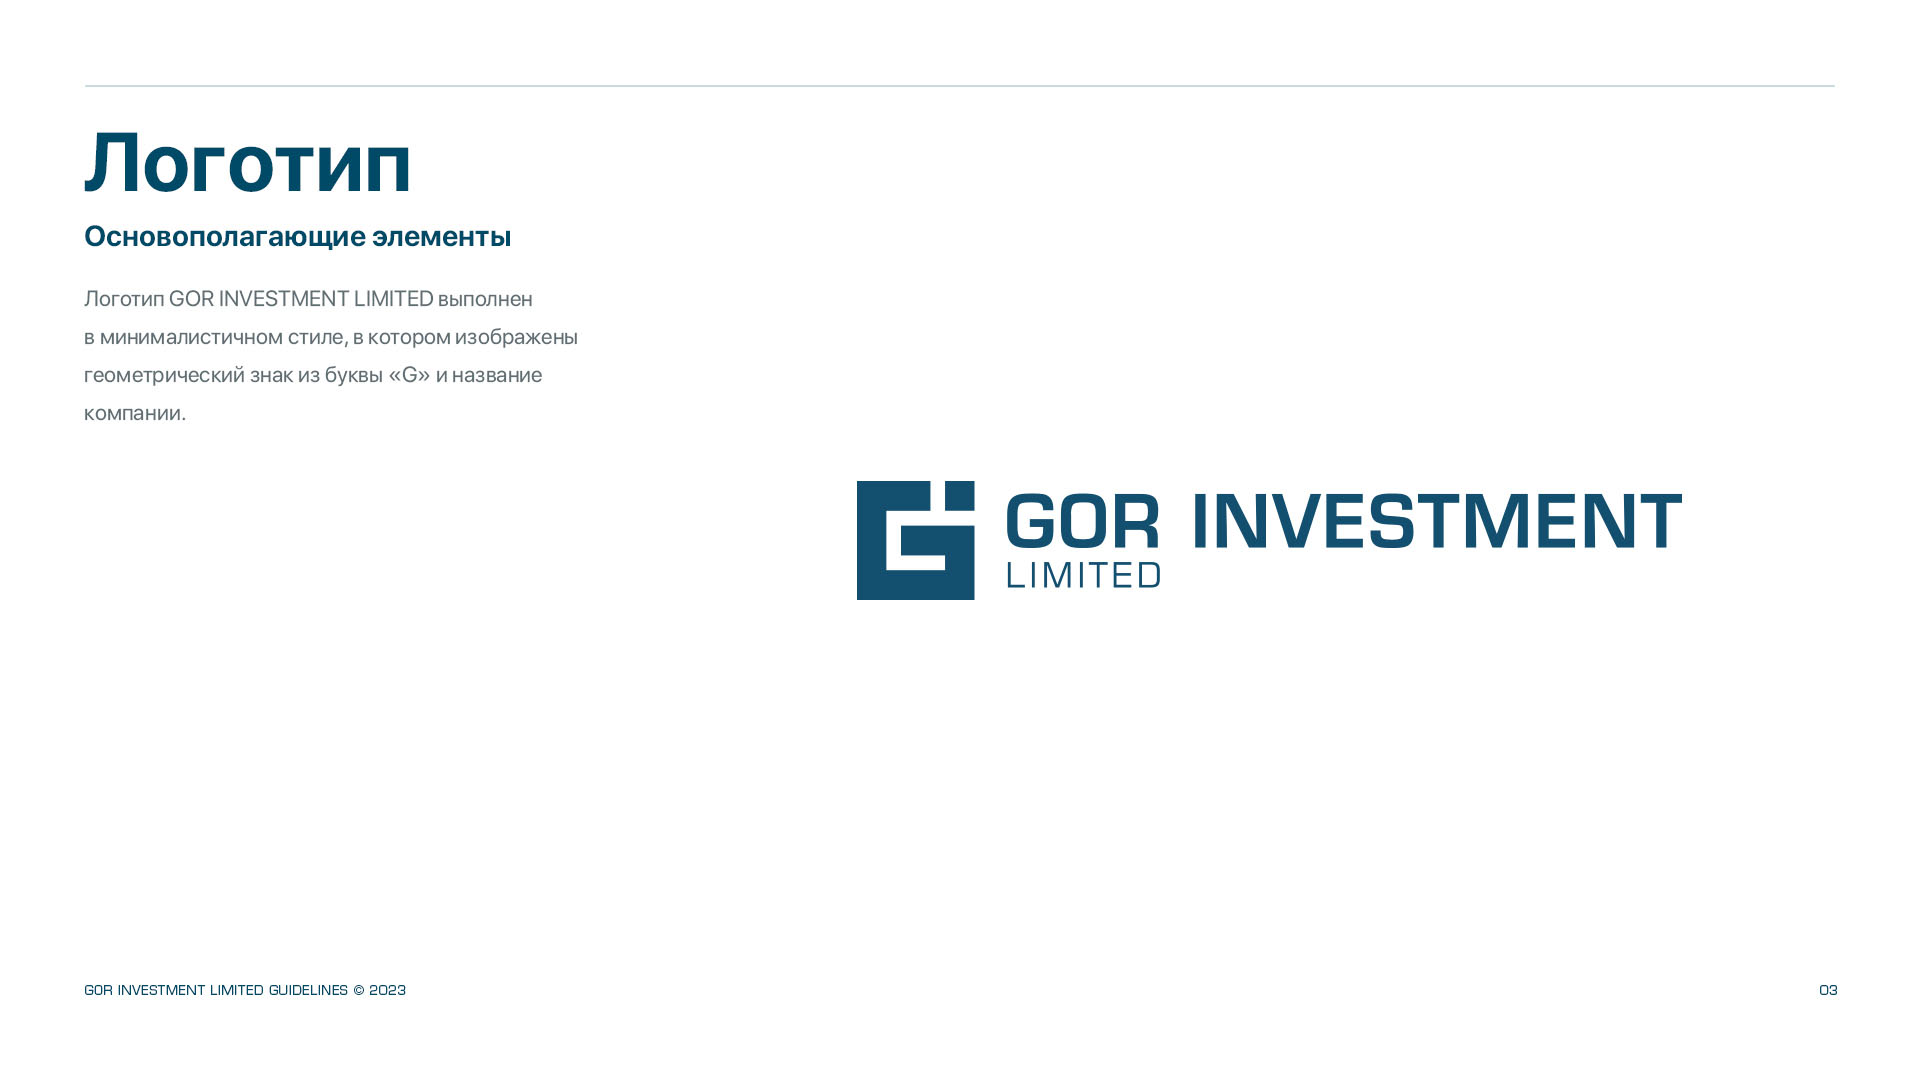 Логотип
Основополагающие элементы
Логотип GOR INVESTMENT LIMITED выполнен
в минималистичном стиле, в котором изображены
геометрический знак из буквы «G» и название
компании.
GOR INVESTMENT
LIMITED
GOR INVESTMENT LIMITED GUIDELINES © 2023
03